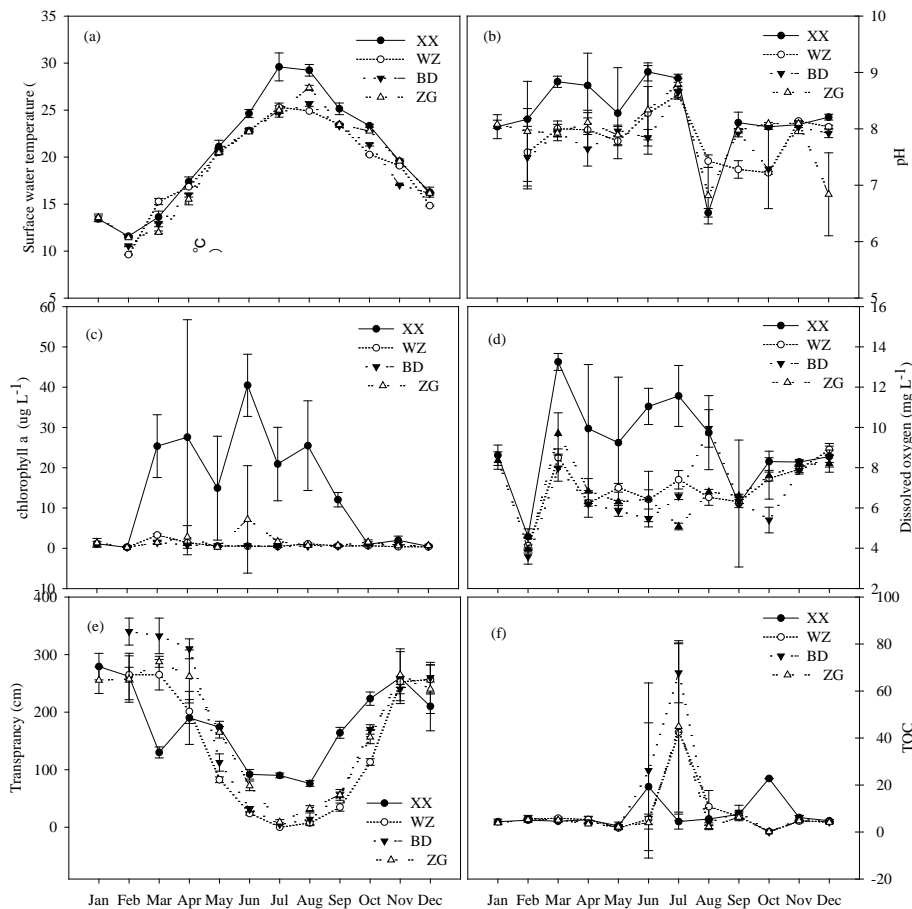 35
30
25
20
15
10
5
Surface water temperature (
°C
)
(a)
XX
WZ
BD
ZG
10
9
8
7
6
5
pH
(b)
XX
WZ
BD
ZG
60
50
40
30
20
10
0
-10
chlorophyll a (ug L-1)
(c)
XX
WZ
BD
ZG
16
14
12
10
8
6
4
2
Dissolved oxygen (mg L-1)
(d)
XX
WZ
BD
ZG
400
300
200
100
0
Transprancy (cm)
(e)
XX
WZ
BD
ZG
100
80
60
40
20
0
-20
TOC
(f)
XX
WZ
BD
ZG
Jan Feb Mar Apr May Jun Jul Aug Sep Oct Nov Dec
Jan Feb Mar Apr May Jun Jul Aug Sep Oct Nov Dec